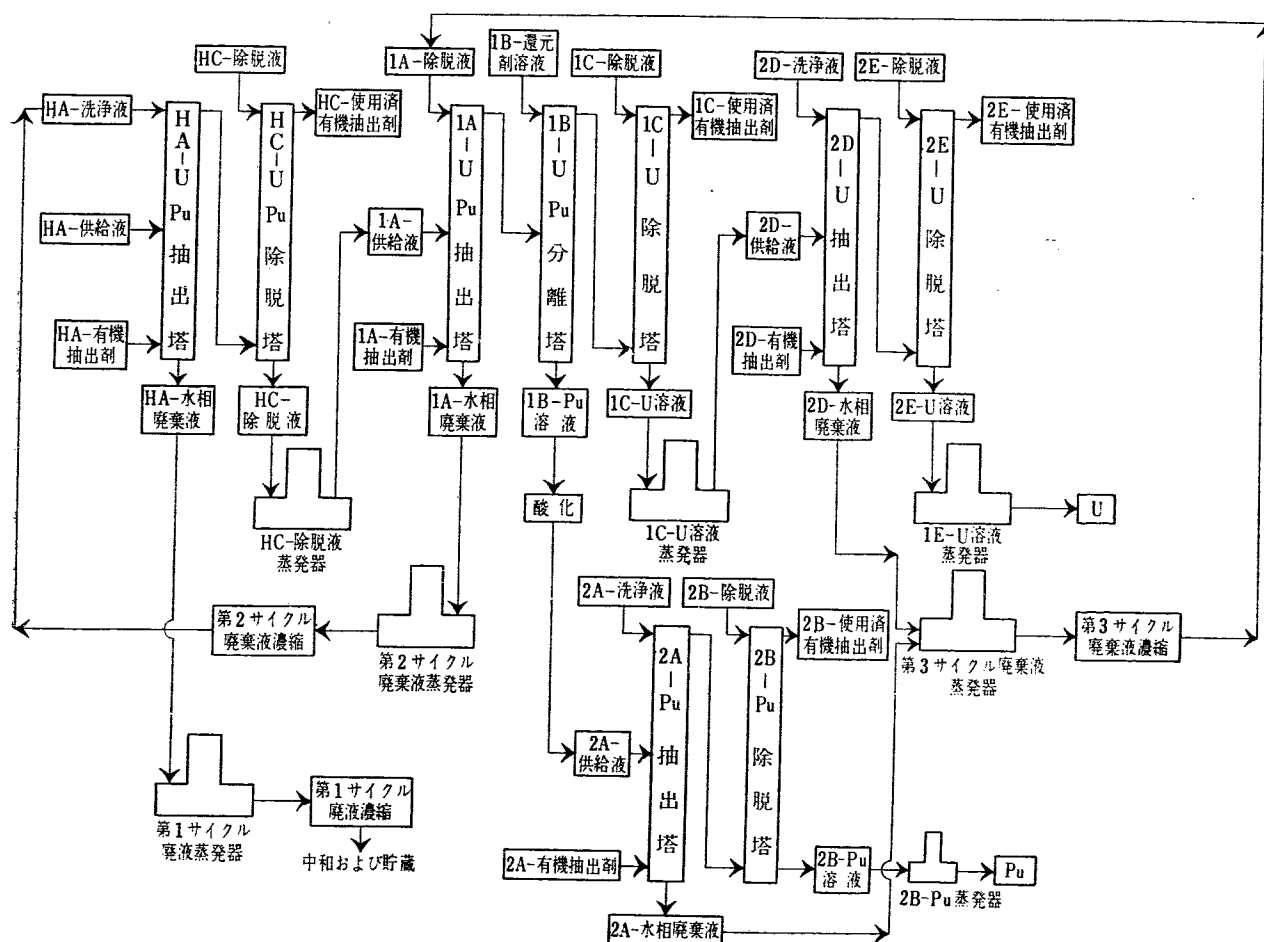 HC-除脱液
HA-洗浄液
HA-供給液
HA-有機
抽出剤
HA-U Pu抽出塔
HC-U Pu除脱塔
HC-使用済
有機抽出剤
HA-水相
廃棄液
HC-
除脱液
HC-除脱液
蒸発器
1A-除脱液
1A-
供給液
1A-有機
抽出剤
1A-U Pu抽出塔
1A-水相
廃棄液
1B-還元
剤溶液
1B-U Pu分離塔
1B-Pu
溶液
酸化
1C-除脱液
1C-U除脱塔
1C-使用済
有機抽出剤
1C-U溶液
1C-U溶液
蒸発器
2D-洗浄液
2D-
供給液
2D-有機
抽出剤
2D-U抽出塔
2D-水相
廃棄液
2E-除脱液
2E-U除脱塔
2E-使用済
有機抽出剤
2E-U溶液
1E-U溶液
蒸発器
U
第2サイクル
廃棄液濃縮
第2サイクル
廃棄液蒸発器
第1サイクル
廃液蒸発器
第1サイクル
廃液濃縮
中和および貯蔵
2A-洗浄液
2A-
供給液
2A-有機抽出剤
2A-Pu抽出塔
2A-水相廃棄液
2B-除脱液
2B-Pu除脱塔
2B-使用済
有機抽出剤
2B-Pu
溶液
2B-Pu蒸発器
Pu
第3サイクル廃棄液
蒸発器
第3サイクル
廃棄液濃縮